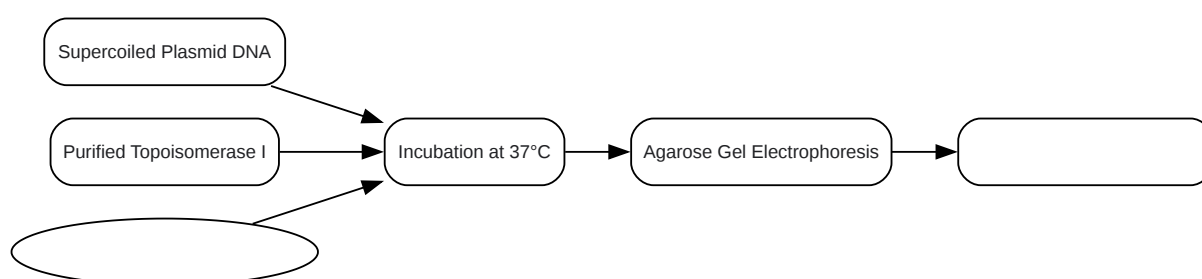 Supercoiled Plasmid DNA
Purified Topoisomerase I
Incubation at 37°C
Agarose Gel Electrophoresis